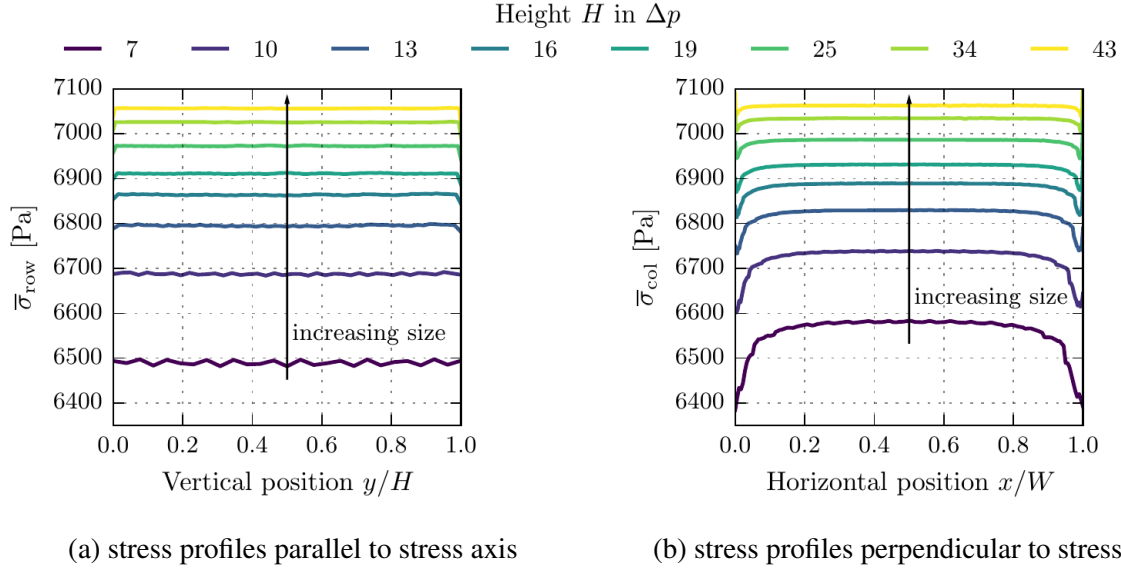 Height H in Δp
7 10 13 16 19 25 34 43
7100
7000
6900
6800
6700
6600
6500
6400
σ̅row [Pa]
increasing size
0.0 0.2 0.4 0.6 0.8 1.0
Vertical position y/H
(a) stress profiles parallel to stress axis
7100
7000
6900
6800
6700
6600
6500
6400
σ̅col [Pa]
increasing size
0.0 0.2 0.4 0.6 0.8 1.0
Horizontal position x/W
(b) stress profiles perpendicular to stress